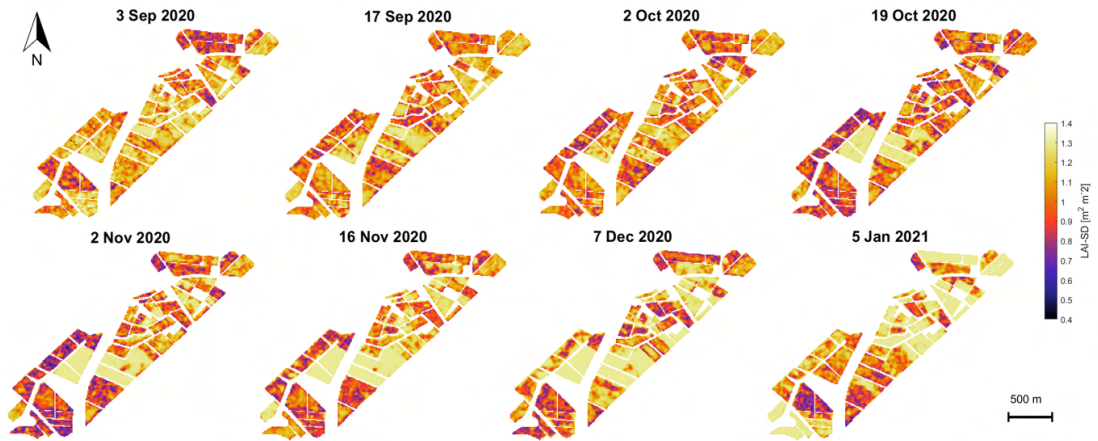 3 Sep 2020
17 Sep 2020
2 Oct 2020
19 Oct 2020
N
1.4
1.3
1.2
1.1
1
0.9
0.8
0.7
0.6
0.5
0.4
LAI-SD [m² m^-2]
2 Nov 2020
16 Nov 2020
7 Dec 2020
5 Jan 2021
500 m